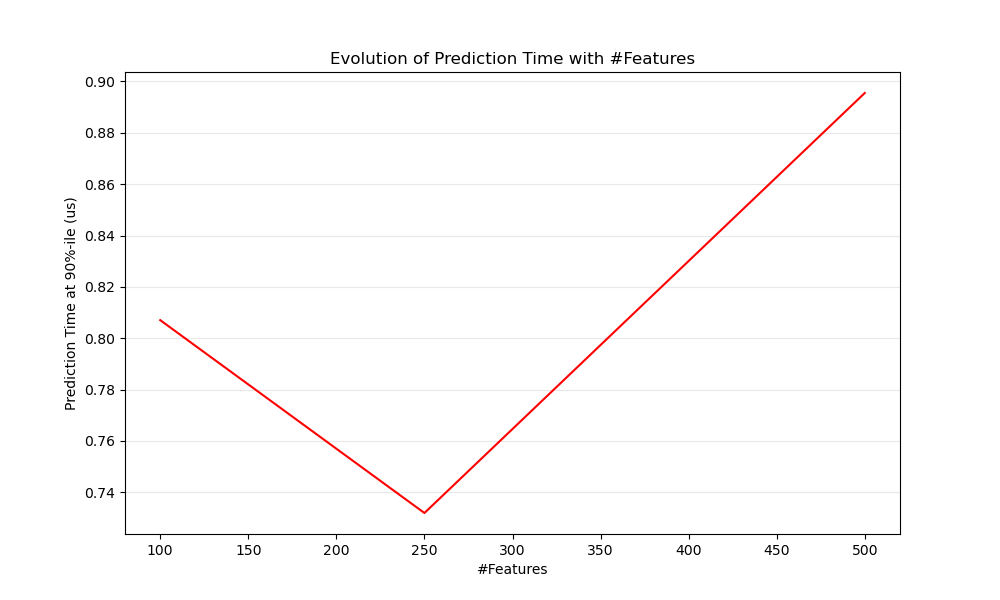 Evolution of Prediction Time with #Features
Prediction Time at 90%-ile (us)
0.90
0.88
0.86
0.84
0.82
0.80
0.78
0.76
0.74
100 150 200 250 300 350 400 450 500
#Features